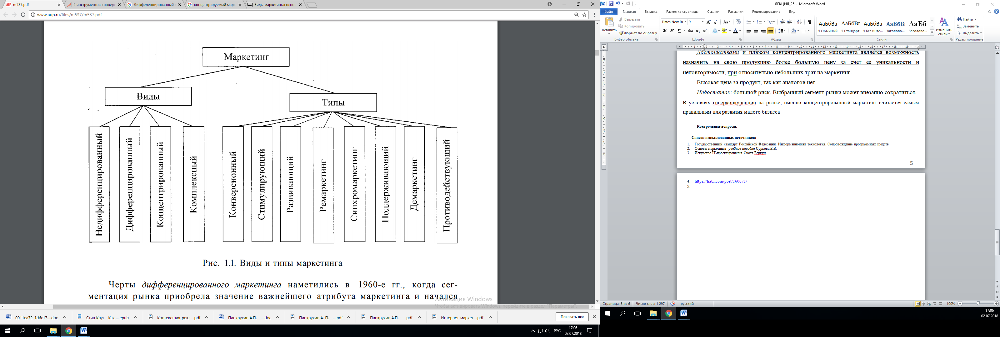 m537.pdf
5 инструментов конвер
Дифференцированный
концентрируемый марк
Виды маркетинга: основ
www.aup.ru/files/m537/m537.pdf
Маркетинг
Виды
Типы
Недифференцированный
Дифференцированный
Концентрированный
Комплексный
Конверсионный
Стимулирующий
Развивающий
Ремаркетинг
Синхромаркетинг
Поддерживающий
Демаркетинг
Противодействующий
Рис. 1.1. Виды и типы маркетинга
Черты дифференцированного маркетинга наметились в 1960-е гг., когда сег-
ментация рынка приобрела значение важнейшего атрибута маркетинга и начался
Активация Windows
Чтобы активировать Windows, перейдите в раздел "Параметры".
0011ea72-1d6c17....doc
Стив Круг - Как ....epub
Контекстная-рекл....pdf
Панкрухин А.П. - ....doc
Панкрухин А. П. - ....pdf
Панкрухин А.П. - ....pdf
Интернет-маркет....pdf
Показать все
РУС
17:06
02.07.2018
ЛЕКЦИЯ_25 - Microsoft Word
Файл
Главная
Вставка
Разметка страницы
Ссылки
Рассылки
Рецензирование
Вид
Вставить
Вырезать
Копировать
Формат по образцу
Буфер обмена
Times New Rc
9
Ж К Ч abc x₂ x²
Шрифт
Абзац
АаБбВв АаБбВı АаБбВв АаБбВ АаБб
¶ Обычный
¶ Стандарт
¶ Без инте...
Заголово...
Заголово...
Изменить стили
Стили
Найти
Заменить
Выделить
Редактирование
Достоинствами и плюсом концентрированного маркетинга является возможность
назначить на свою продукцию более большую цену за счет ее уникальности и
неповторимости, при относительно небольших трат на маркетинг.
Высокая цена за продукт, так как аналогов нет
Недостаток: большой риск. Выбранный сегмент рынка может внезапно сократиться.
В условиях гиперконкуренции на рынке, именно концентрированный маркетинг считается самым
правильным для развития малого бизнеса
Контрольные вопросы:
Список использованных источников:
1. Государственный стандарт Российской Федерации. Информационная технология. Сопровождение программных средств
2. Основы маркетинга учебное пособие Суркова Е.В.
3. Искусство IT-проектирования Скотт Беркун
5
4. https://habr.com/post/160071/
5.
Страница: 5 из 6
Число слов: 1 297
русский
100%
17:06
02.07.2018